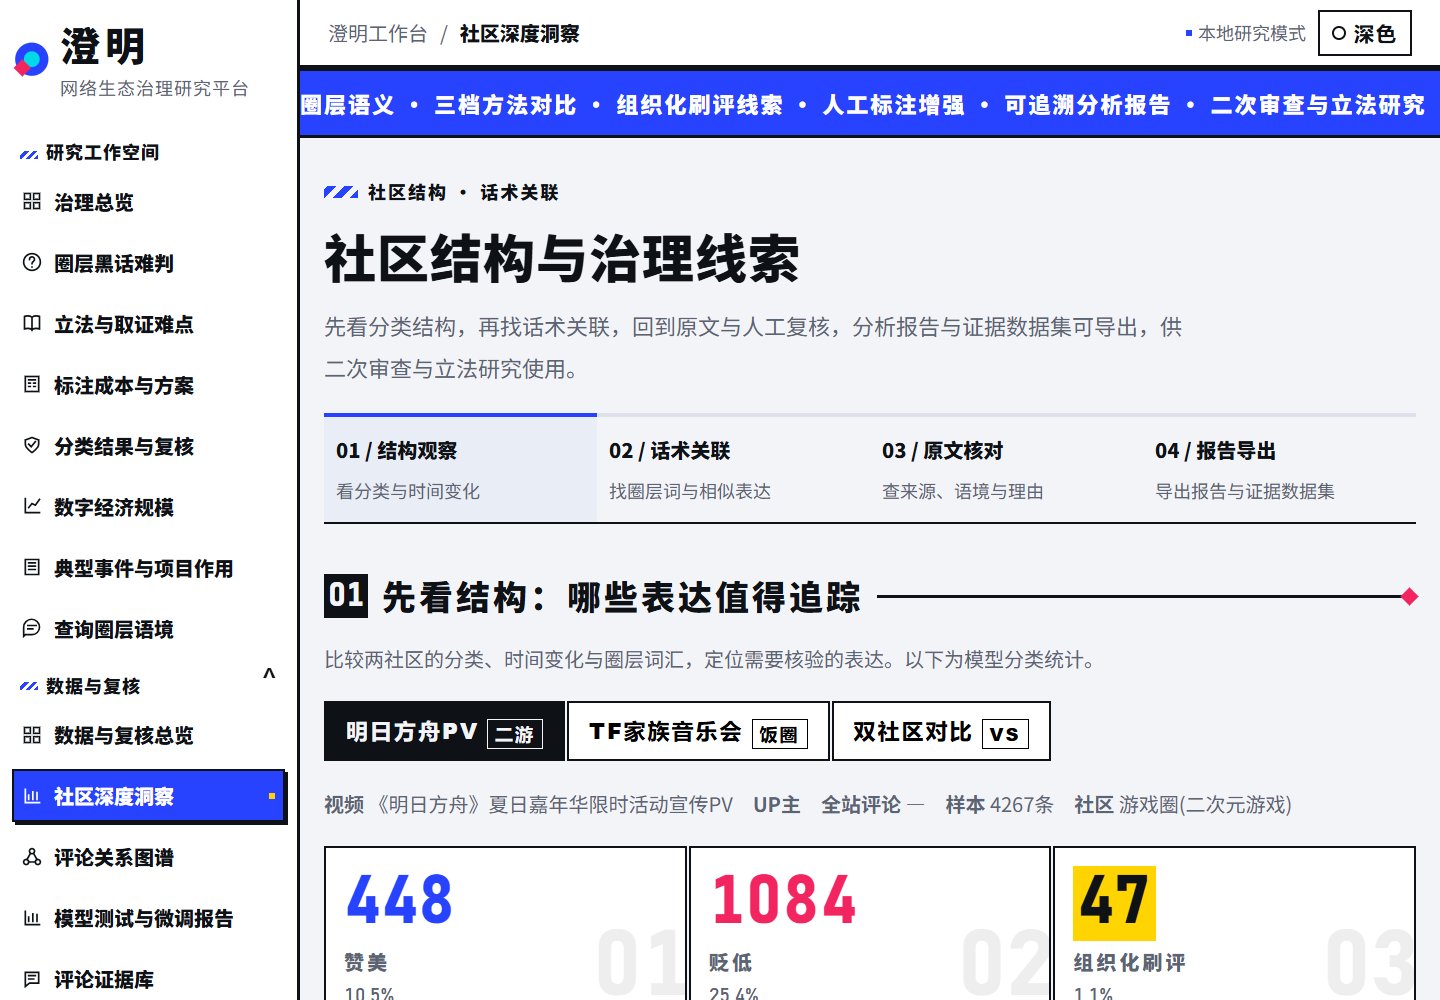 澄明
网络生态治理研究平台
研究工作空间
治理总览
圈层黑话难判
立法与取证难点
标注成本与方案
分类结果与复核
数字经济规模
典型事件与项目作用
查询圈层语境
数据与复核
^
数据与复核总览
社区深度洞察
评论关系图谱
模型测试与微调报告
评论证据库
澄明工作台 / 社区深度洞察
本地研究模式
深色
圈层语义 • 三档方法对比 • 组织化刷评线索 • 人工标注增强 • 可追溯分析报告 • 二次审查与立法研究
社区结构 · 话术关联
社区结构与治理线索
先看分类结构，再找话术关联，回到原文与人工复核，分析报告与证据数据集可导出，供
二次审查与立法研究使用。
01 / 结构观察
看分类与时间变化
02 / 话术关联
找圈层词与相似表达
03 / 原文核对
查来源、语境与理由
04 / 报告导出
导出报告与证据数据集
01 先看结构：哪些表达值得追踪
比较两社区的分类、时间变化与圈层词汇，定位需要核验的表达。以下为模型分类统计。
明日方舟PV 二游
TF家族音乐会 饭圈
双社区对比 VS
视频 《明日方舟》夏日嘉年华限时活动宣传PV UP主 全站评论 — 样本 4267条 社区 游戏圈(二次元游戏)
448
01
赞美
10.5%
1084
02
贬低
25.4%
47
03
组织化刷评
1.1%